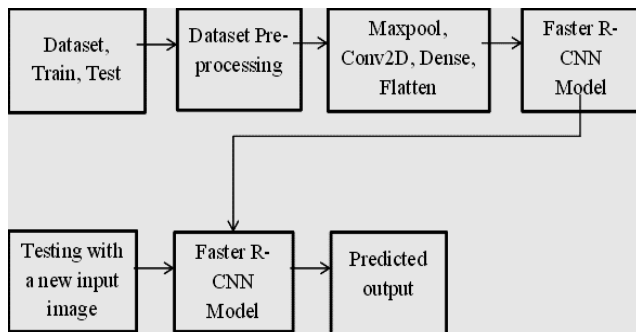 Dataset,
Train, Test
Dataset Pre-
processing
Maxpool,
Conv2D, Dense,
Flatten
Faster R-
CNN
Model
Testing with
a new input
image
Faster R-
CNN
Model
Predicted
output